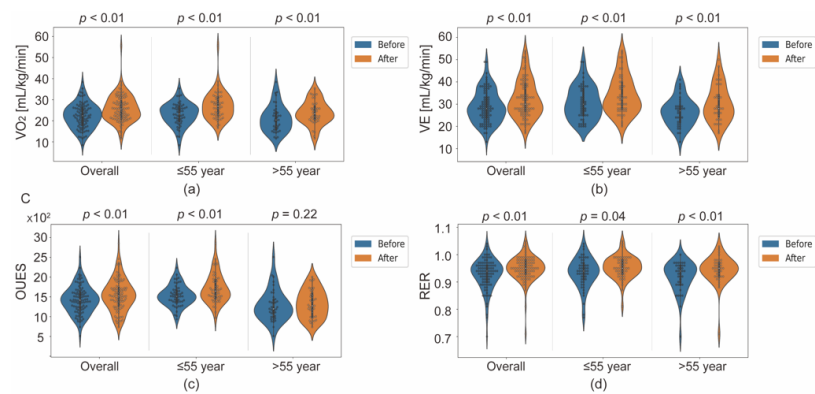 p < 0.01 p < 0.01 p < 0.01
VO₂ [mL/kg/min]
60
50
40
30
20
10
Before
After
Overall ≤55 year >55 year
(a)
p < 0.01 p < 0.01 p < 0.01
VE [mL/kg/min]
60
50
40
30
20
10
Before
After
Overall ≤55 year >55 year
(b)
C
x10²
p < 0.01 p < 0.01 p = 0.22
OUES
30
25
20
15
10
5
Before
After
Overall ≤55 year >55 year
(c)
p < 0.01 p = 0.04 p < 0.01
RER
1.1
1.0
0.9
0.8
0.7
Before
After
Overall ≤55 year >55 year
(d)